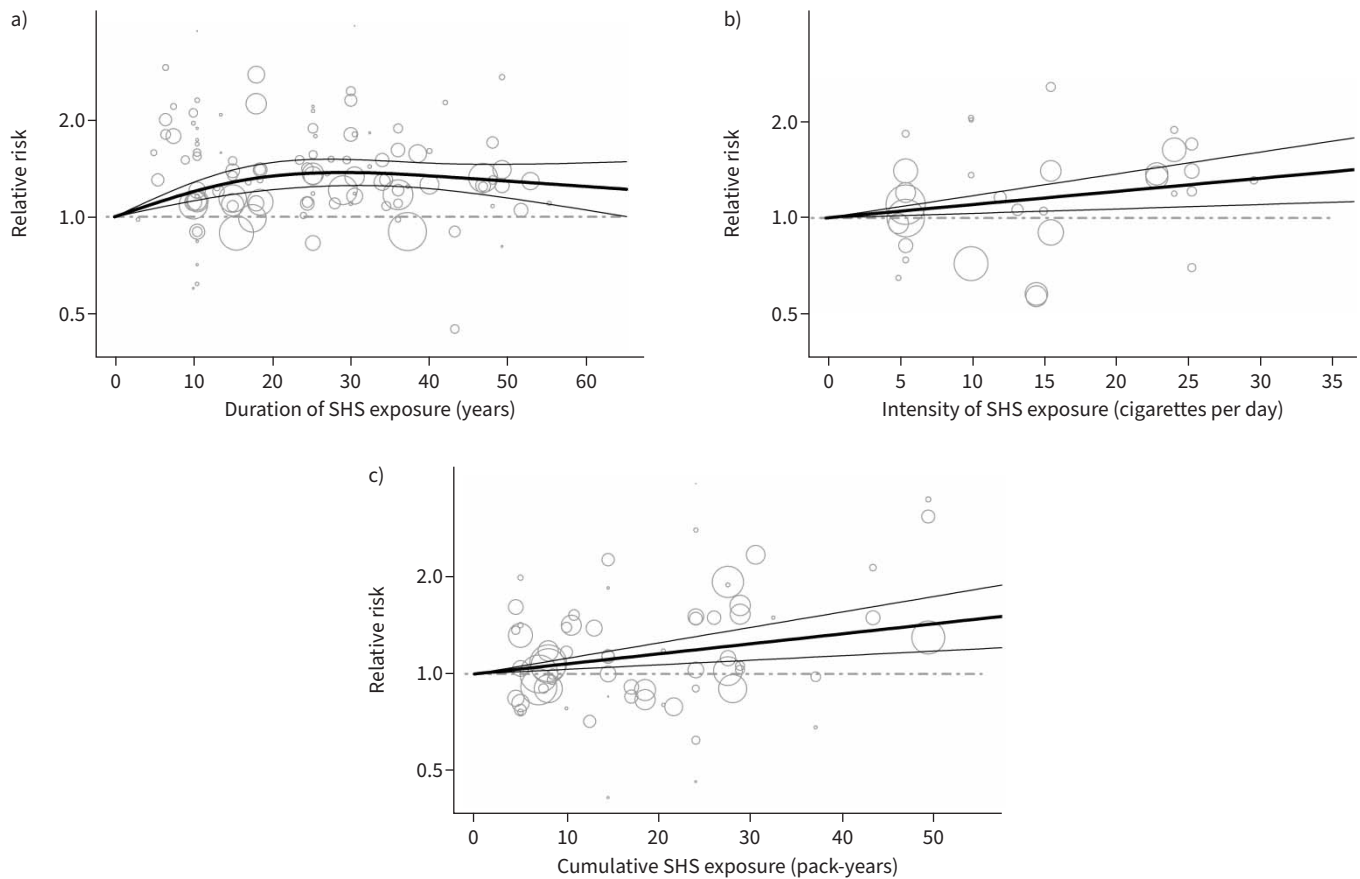 a)
Relative risk
2.0
1.0
0.5
0 10 20 30 40 50 60
Duration of SHS exposure (years)
b)
Relative risk
2.0
1.0
0.5
0 5 10 15 20 25 30 35
Intensity of SHS exposure (cigarettes per day)
c)
Relative risk
2.0
1.0
0.5
0 10 20 30 40 50
Cumulative SHS exposure (pack-years)